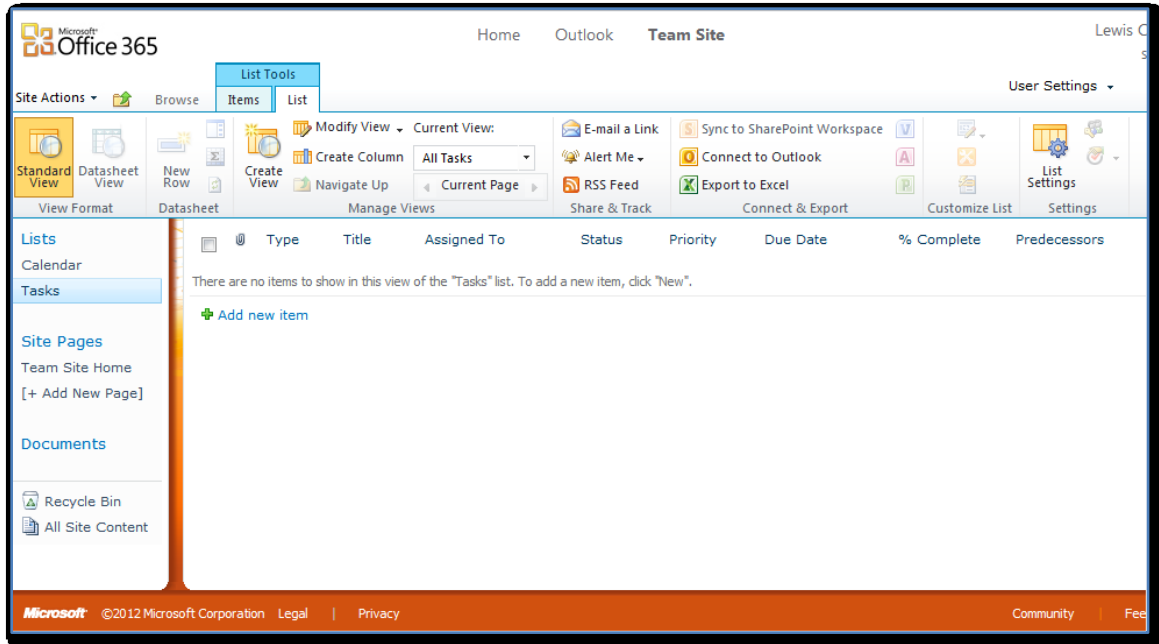 Microsoft
Office 365
Home Outlook Team Site
Lewis C
s
List Tools
User Settings
Site Actions Browse Items List
Modify View Current View: E-mail a Link Sync to SharePoint Workspace
Create Column All Tasks Alert Me Connect to Outlook
Navigate Up Current Page RSS Feed Export to Excel
Standard View
Datasheet View
New Row
Create View
List Settings
View Format Datasheet Manage Views Share & Track Connect & Export Customize List Settings
Lists
Calendar
Tasks
Site Pages
Team Site Home
[+ Add New Page]
Documents
Recycle Bin
All Site Content
Type Title Assigned To Status Priority Due Date % Complete Predecessors
There are no items to show in this view of the "Tasks" list. To add a new item, click "New".
Add new item
Microsoft ©2012 Microsoft Corporation Legal | Privacy Community | Fee